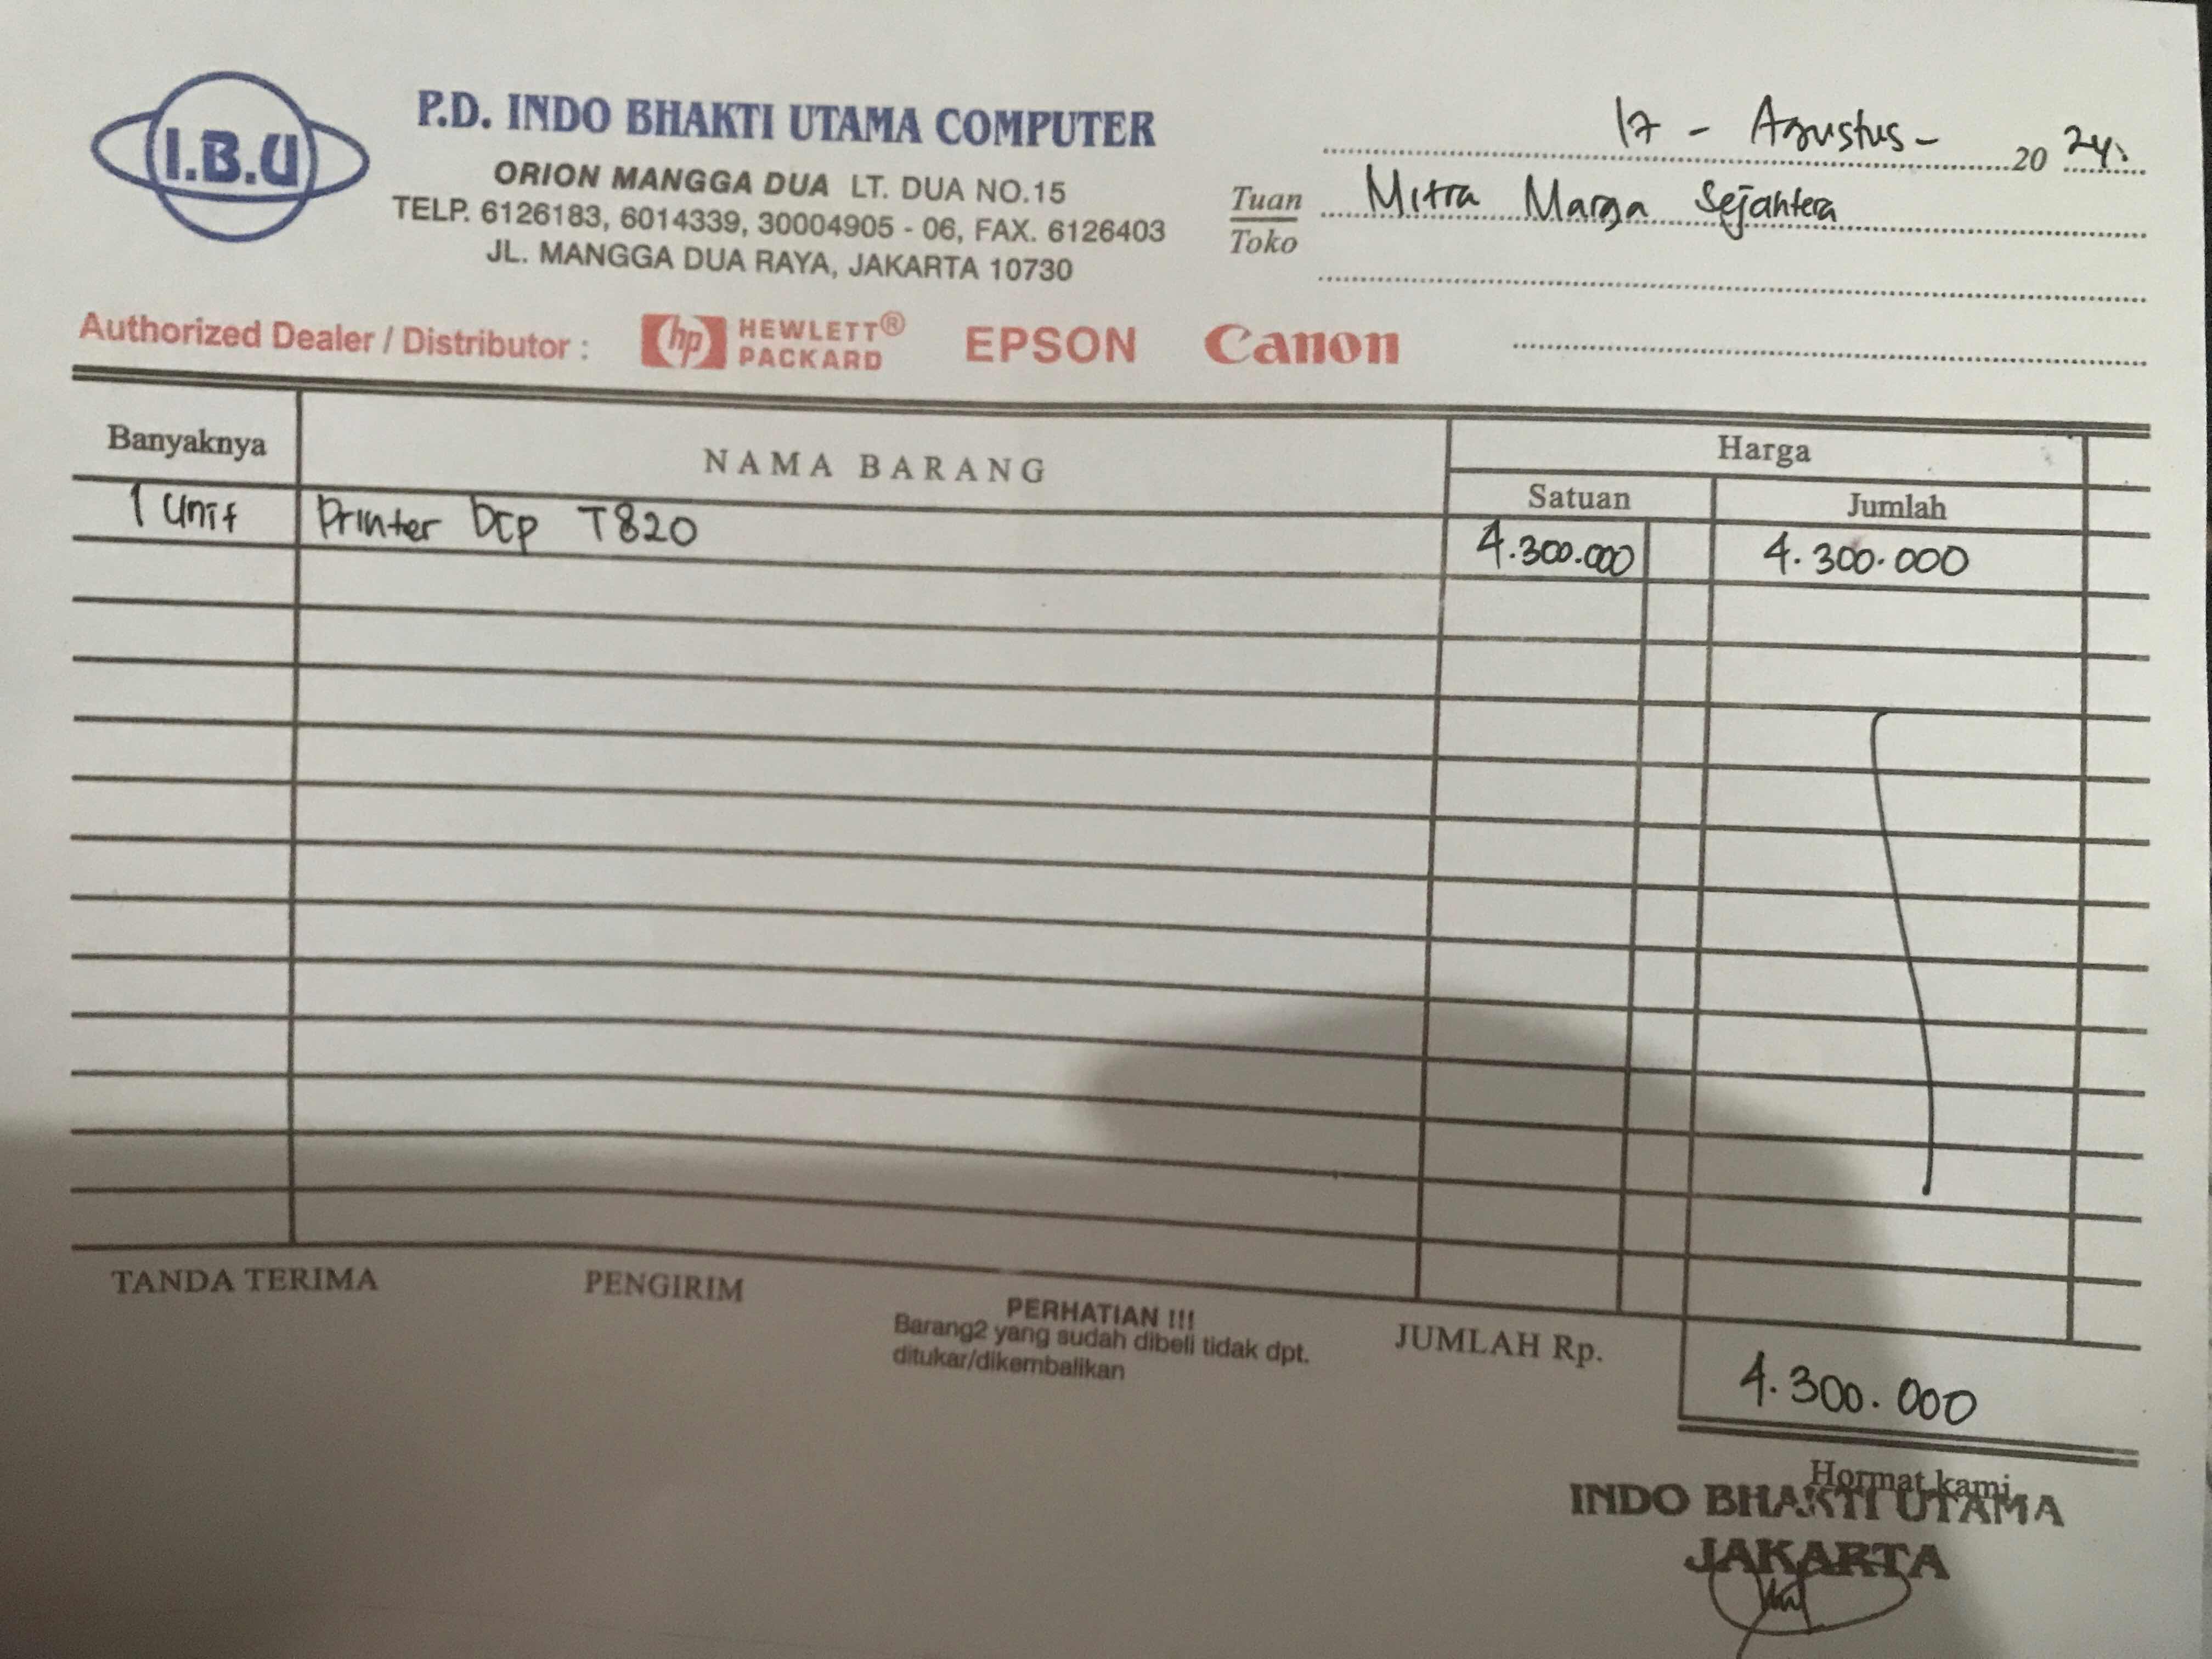 I.B.U
P.D. INDO BHAKTI UTAMA COMPUTER
ORION MANGGA DUA LT. DUA NO.15
TELP. 6126183, 6014339, 30004905 - 06, FAX. 6126403
JL. MANGGA DUA RAYA, JAKARTA 10730
17 - Agustus - 20 24.
Tuan Mitra Marga Sejahtera
Toko
Authorized Dealer / Distributor : hp HEWLETT® PACKARD EPSON Canon
Banyaknya NAMA BARANG Harga
Satuan Jumlah
1 Unit Printer Dcp T820 4.300.000 4.300.000
TANDA TERIMA PENGIRIM
PERHATIAN !!!
Barang2 yang sudah dibeli tidak dpt.
ditukar/dikembalikan
JUMLAH Rp. 4.300.000
Hormat kami,
INDO BHAKTI UTAMA
JAKARTA